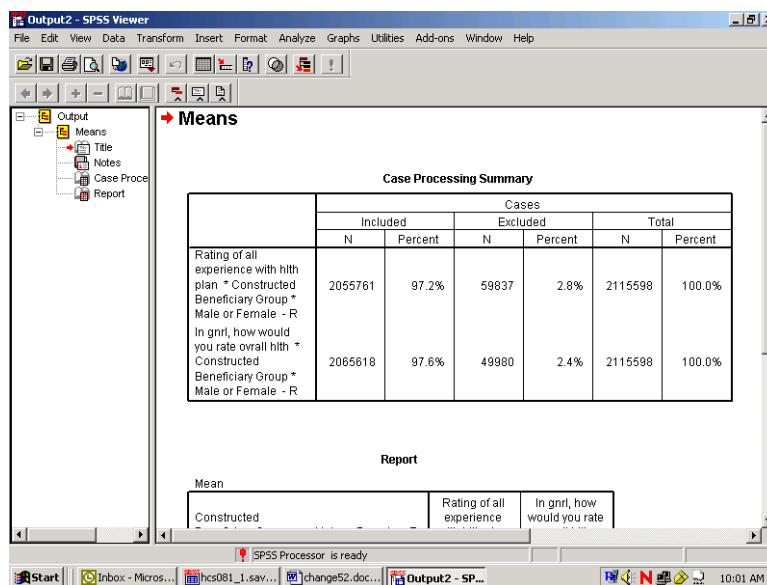 Output2 - SPSS Viewer
File Edit View Data Transform Insert Format Analyze Graphs Utilities Add-ons Window Help
Output
Means
Title
Notes
Case Proce
Report
Means
Case Processing Summary
Cases
Included Excluded Total
N Percent N Percent N Percent
Rating of all
experience with hlth
plan * Constructed
Beneficiary Group *
Male or Female - R
2055761 97.2% 59837 2.8% 2115598 100.0%
In gnrl, how would
you rate ovrall hlth *
Constructed
Beneficiary Group *
Male or Female - R
2065618 97.6% 49980 2.4% 2115598 100.0%
Report
Mean
Rating of all In gnrl, how
Constructed experience would you rate
SPSS Processor is ready
Start Inbox - Micros... hcs081_1.sav... change52.doc... Output2 - SP... 10:01 AM